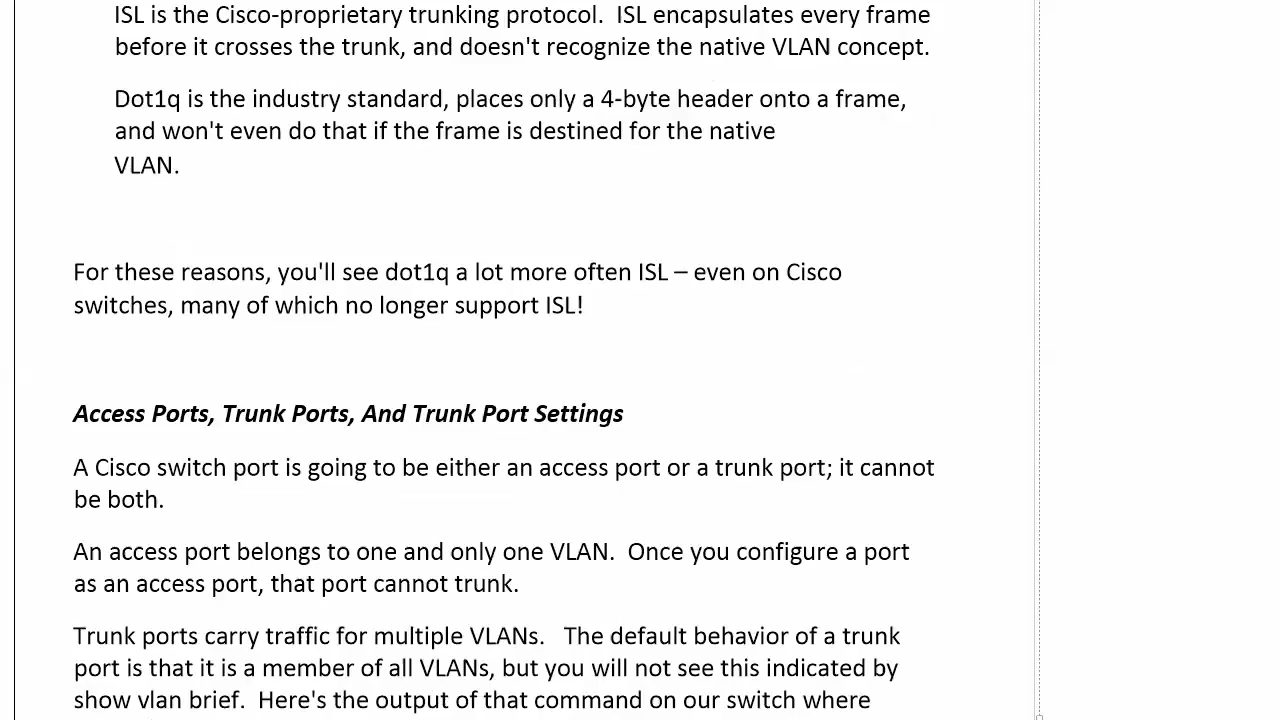 ISL is the Cisco-proprietary trunking protocol.  ISL encapsulates every frame
before it crosses the trunk, and doesn't recognize the native VLAN concept.
Dot1q is the industry standard, places only a 4-byte header onto a frame,
and won't even do that if the frame is destined for the native
VLAN.
For these reasons, you'll see dot1q a lot more often ISL – even on Cisco
switches, many of which no longer support ISL!
Access Ports, Trunk Ports, And Trunk Port Settings
A Cisco switch port is going to be either an access port or a trunk port; it cannot
be both.
An access port belongs to one and only one VLAN.  Once you configure a port
as an access port, that port cannot trunk.
Trunk ports carry traffic for multiple VLANs.   The default behavior of a trunk
port is that it is a member of all VLANs, but you will not see this indicated by
show vlan brief.  Here's the output of that command on our switch where